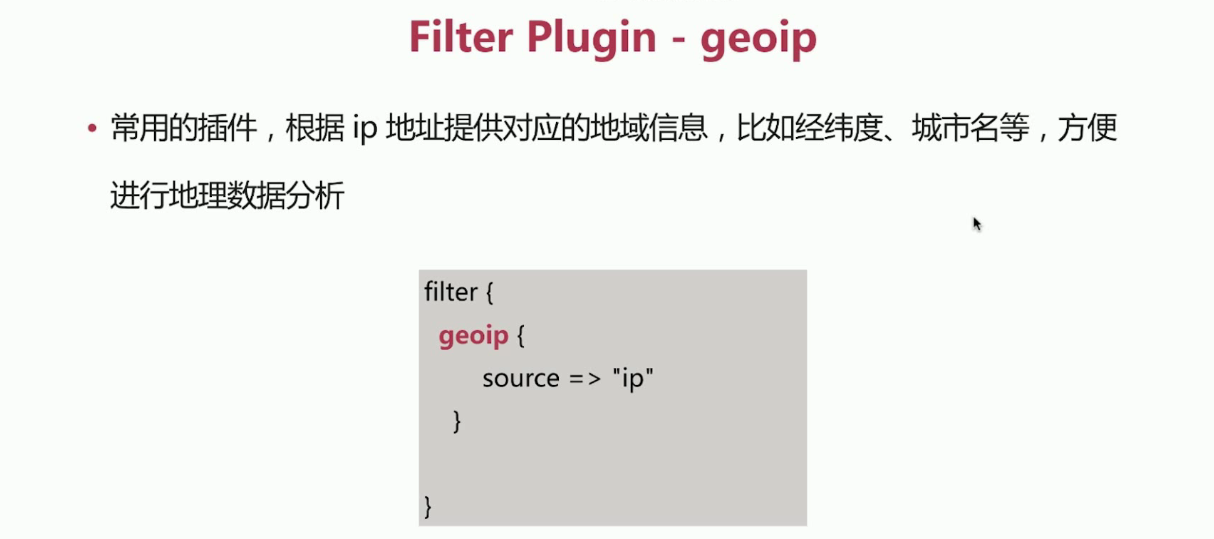 Filter Plugin - geoip
• 常用的插件，根据 ip 地址提供对应的地域信息，比如经纬度、城市名等，方便
进行地理数据分析
filter {
geoip {
source => "ip"
}
}